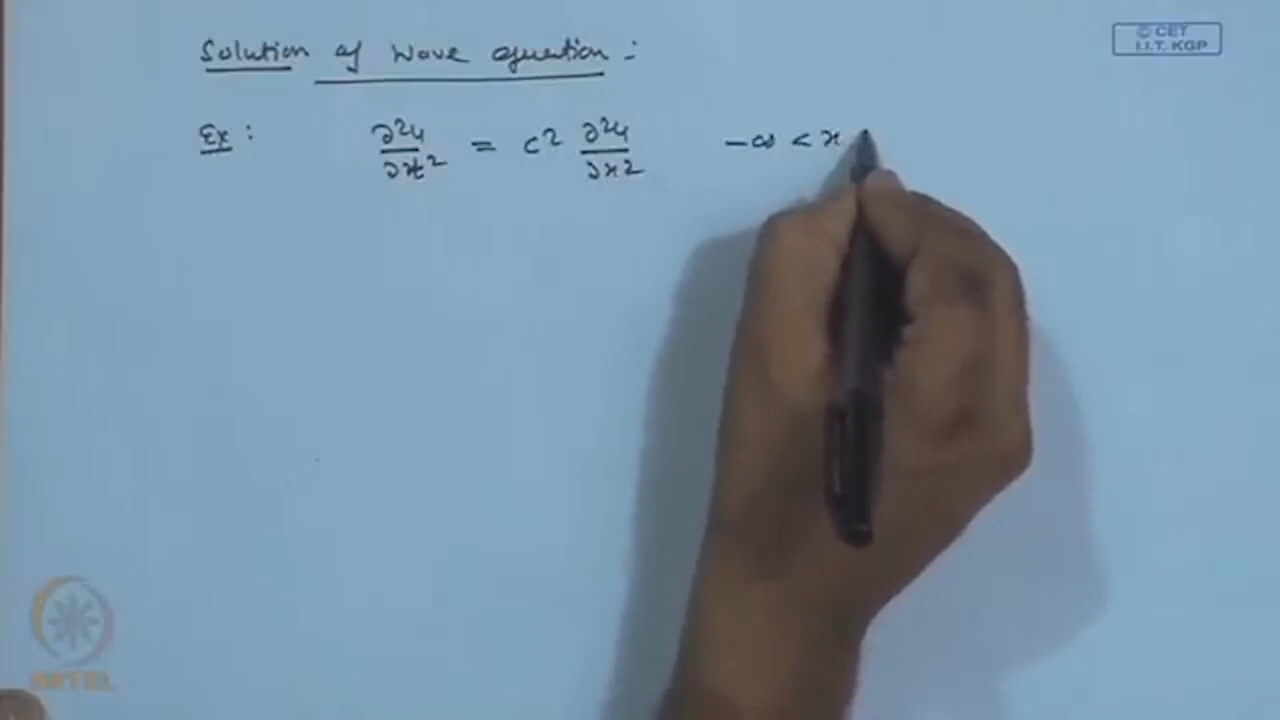 Solution of Wave equation :-
© CET
I.I.T. KGP
Ex : ∂²u/∂t² = c² ∂²u/∂x² -∞ < x
NPTEL